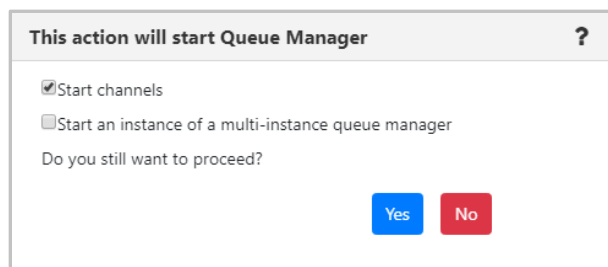 This action will start Queue Manager ?
Start channels
Start an instance of a multi-instance queue manager
Do you still want to proceed?
Yes No